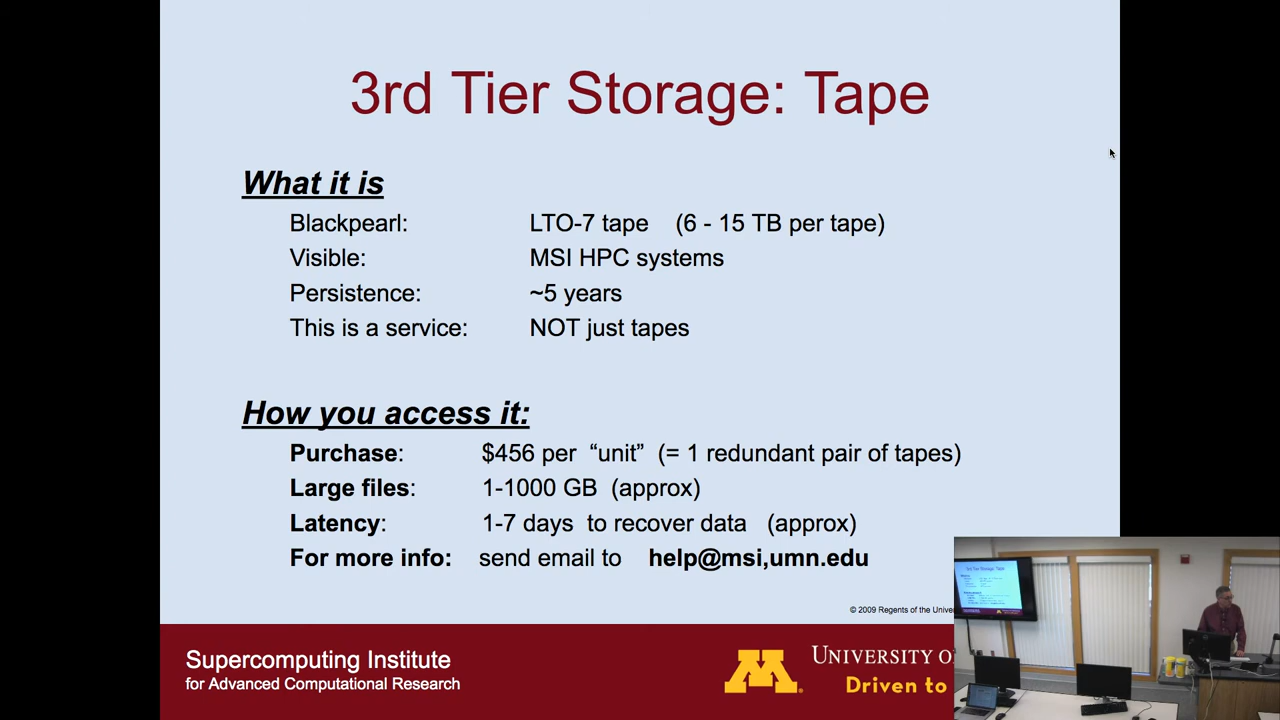 3rd Tier Storage: Tape
What it is
Blackpearl: LTO-7 tape (6 - 15 TB per tape)
Visible: MSI HPC systems
Persistence: ~5 years
This is a service: NOT just tapes
How you access it:
Purchase: $456 per “unit” (= 1 redundant pair of tapes)
Large files: 1-1000 GB (approx)
Latency: 1-7 days to recover data (approx)
For more info: send email to help@msi,umn.edu
© 2009 Regents of the
Supercomputing Institute
for Advanced Computational Research
UNIVERSITY
Driven to